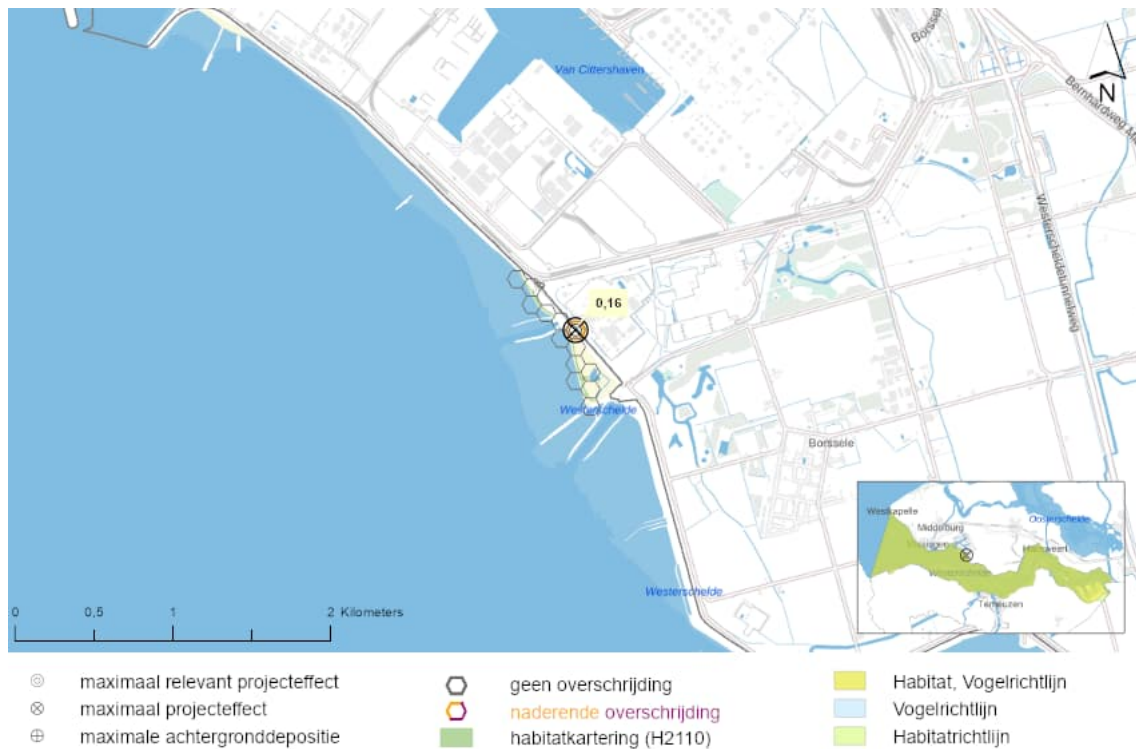 Van Cittershaven
Borssele
Bernhardweg
N
Westerscheldetunnelweg
0,16
Westerschelde
Borssele
Westkapelle
Middelburg
Oosterschelde
Terneuzen
Westerschelde
0 0,5 1 2 Kilometers
maximaal relevant projecteffect
maximaal projecteffect
maximale achtergronddepositie
geen overschrijding
naderende overschrijding
habitatkartering (H2110)
Habitat, Vogelrichtlijn
Vogelrichtlijn
Habitatrichtlijn